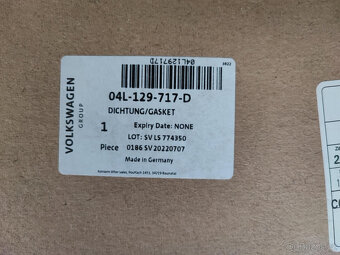 VOLKSWAGEN
GROUP
04L129717D
3822
04L-129-717-D
DICHTUNG/GASKET
1 Expiry Date: NONE
LOT: SV LS 774350
Piece 0186 SV 20220707
Made in Germany